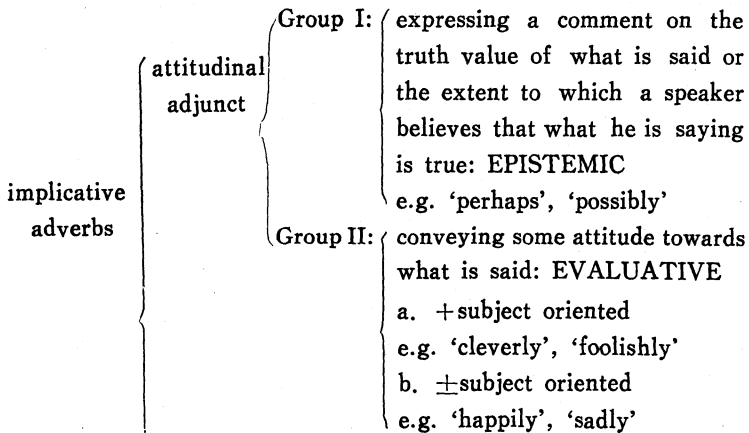 Group I: expressing a comment on the
attitudinal truth value of what is said or
adjunct the extent to which a speaker
believes that what he is saying
is true: EPISTEMIC
implicative e.g. 'perhaps', 'possibly'
adverbs Group II: conveying some attitude towards
what is said: EVALUATIVE
a. +subject oriented
e.g. 'cleverly', 'foolishly'
b. ±subject oriented
e.g. 'happily', 'sadly'